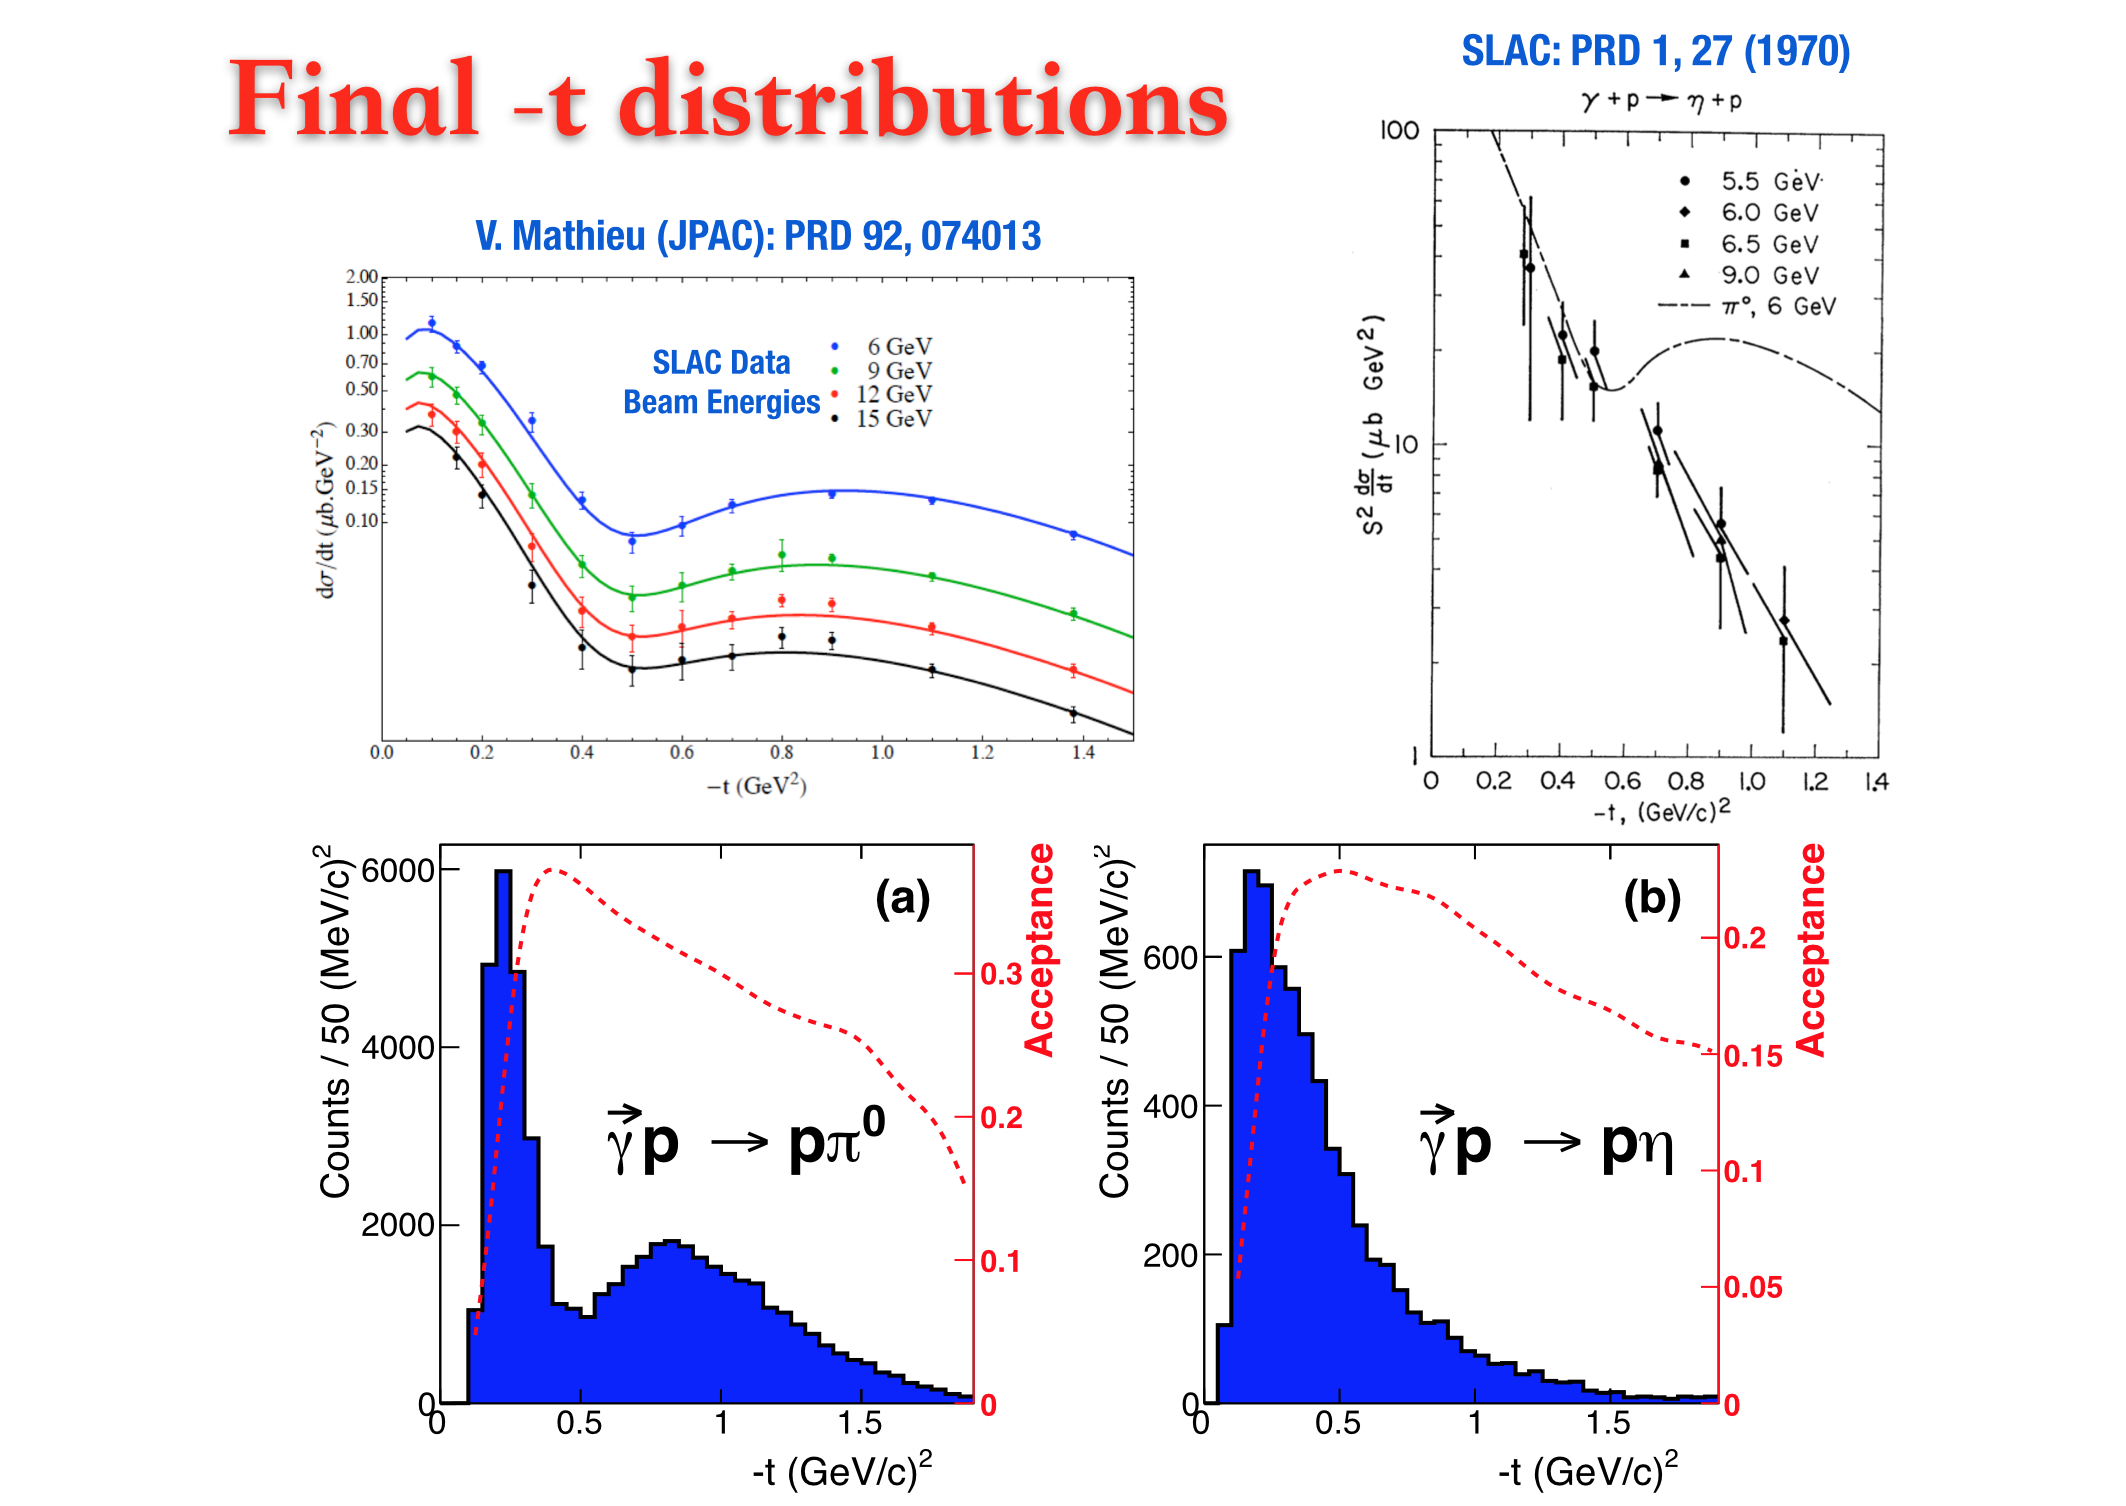 Final -t distributions
SLAC: PRD 1, 27 (1970)
γ + p → η + p
100
10
1
S² dσ/dt (μb GeV²)
5.5 GeV
6.0 GeV
6.5 GeV
9.0 GeV
π°, 6 GeV
0 0.2 0.4 0.6 0.8 1.0 1.2 1.4
-t, (GeV/c)²
V. Mathieu (JPAC): PRD 92, 074013
2.00
1.50
1.00
0.70
0.50
0.30
0.20
0.15
0.10
dσ/dt (μb.GeV⁻²)
SLAC Data
Beam Energies
6 GeV
9 GeV
12 GeV
15 GeV
0.0 0.2 0.4 0.6 0.8 1.0 1.2 1.4
−t (GeV²)
Counts / 50 (MeV/c)²
6000
4000
2000
0
(a)
γ⃗p → pπ⁰
Acceptance
0.3
0.2
0.1
0
0 0.5 1 1.5
-t (GeV/c)²
Counts / 50 (MeV/c)²
600
400
200
0
(b)
γ⃗p → pη
Acceptance
0.2
0.15
0.1
0.05
0
0 0.5 1 1.5
-t (GeV/c)²